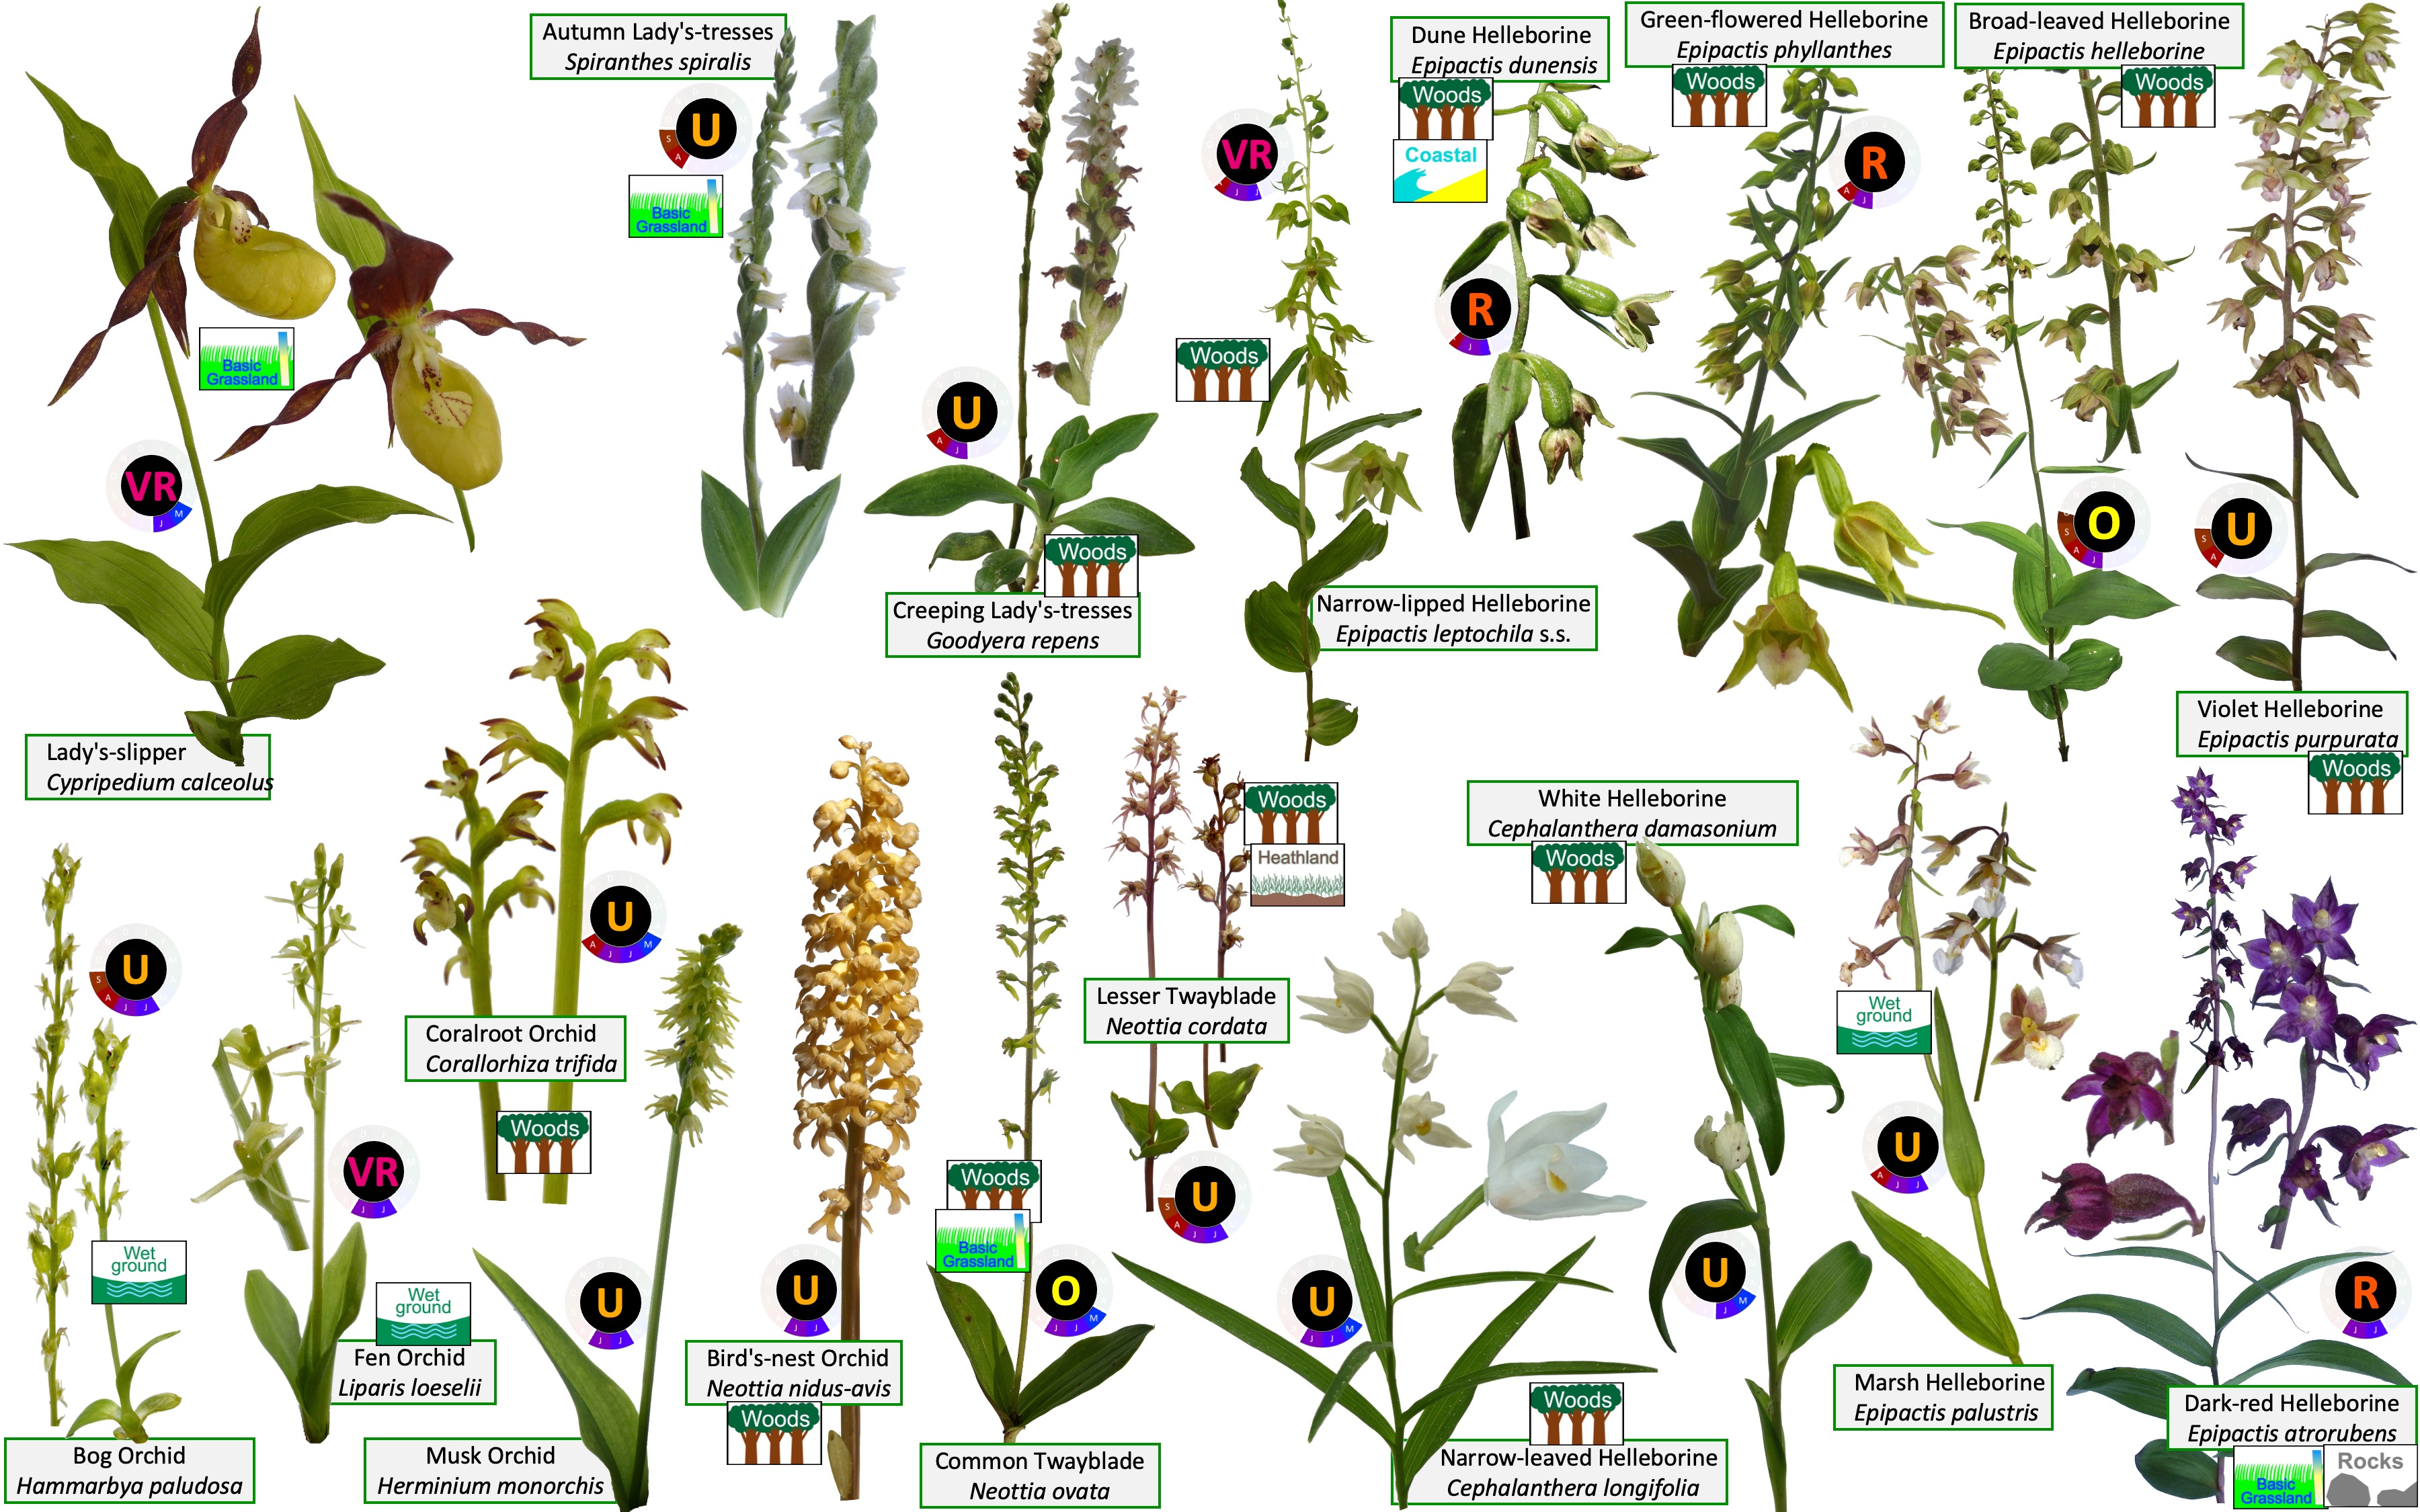 Autumn Lady's-tresses
Spiranthes spiralis
U
S
A
Basic
Grassland
Dune Helleborine
Epipactis dunensis
Woods
Coastal
R
J
Green-flowered Helleborine
Epipactis phyllanthes
Woods
R
A
J
Broad-leaved Helleborine
Epipactis helleborine
Woods
O
S
A
J
VR
J
J
Woods
Narrow-lipped Helleborine
Epipactis leptochila s.s.
Basic
Grassland
VR
M
J
Lady's-slipper
Cypripedium calceolus
U
A
J
Woods
Creeping Lady's-tresses
Goodyera repens
U
S
A
Violet Helleborine
Epipactis purpurata
Woods
U
S
A
J
J
Wet
ground
Bog Orchid
Hammarbya paludosa
VR
J
J
Wet
ground
Fen Orchid
Liparis loeselii
U
A
J
J
M
Coralroot Orchid
Corallorhiza trifida
Woods
U
J
J
Musk Orchid
Herminium monorchis
U
J
J
Bird's-nest Orchid
Neottia nidus-avis
Woods
Woods
Basic
Grassland
O
J
J
M
Common Twayblade
Neottia ovata
Woods
Heathland
Lesser Twayblade
Neottia cordata
U
S
A
J
J
U
J
J
M
Woods
Narrow-leaved Helleborine
Cephalanthera longifolia
White Helleborine
Cephalanthera damasonium
Woods
U
J
M
Wet
ground
U
A
J
J
Marsh Helleborine
Epipactis palustris
R
J
J
Dark-red Helleborine
Epipactis atrorubens
Basic
Grassland
Rocks